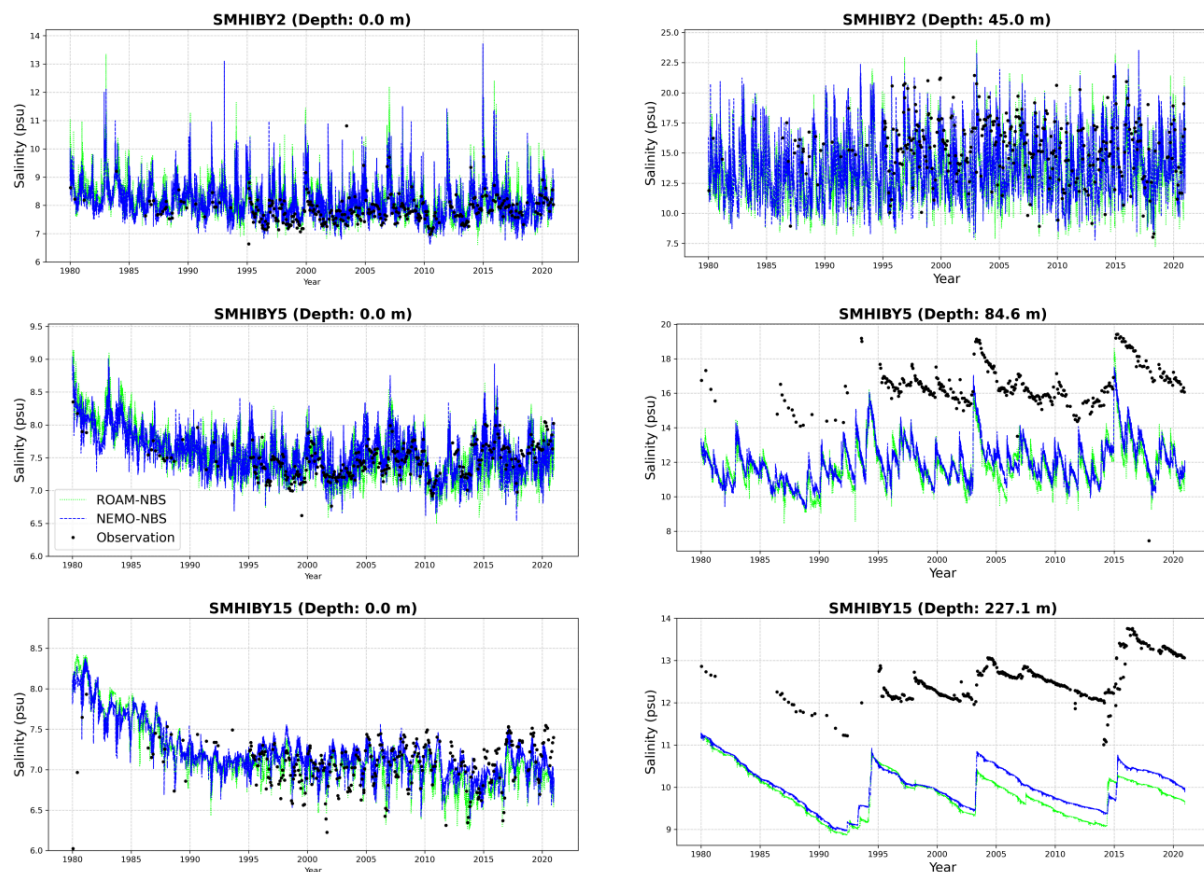 SMHIBY2 (Depth: 0.0 m)
14
13
12
11
10
9
8
7
6
Salinity (psu)
1980 1985 1990 1995 2000 2005 2010 2015 2020
Year
SMHIBY2 (Depth: 45.0 m)
25.0
22.5
20.0
17.5
15.0
12.5
10.0
7.5
Salinity (psu)
1980 1985 1990 1995 2000 2005 2010 2015 2020
Year
SMHIBY5 (Depth: 0.0 m)
9.5
9.0
8.5
8.0
7.5
7.0
6.5
6.0
Salinity (psu)
ROAM-NBS
NEMO-NBS
Observation
1980 1985 1990 1995 2000 2005 2010 2015 2020
Year
SMHIBY5 (Depth: 84.6 m)
20
18
16
14
12
10
8
Salinity (psu)
1980 1985 1990 1995 2000 2005 2010 2015 2020
Year
SMHIBY15 (Depth: 0.0 m)
8.5
8.0
7.5
7.0
6.5
6.0
Salinity (psu)
1980 1985 1990 1995 2000 2005 2010 2015 2020
Year
SMHIBY15 (Depth: 227.1 m)
14
13
12
11
10
9
Salinity (psu)
1980 1985 1990 1995 2000 2005 2010 2015 2020
Year